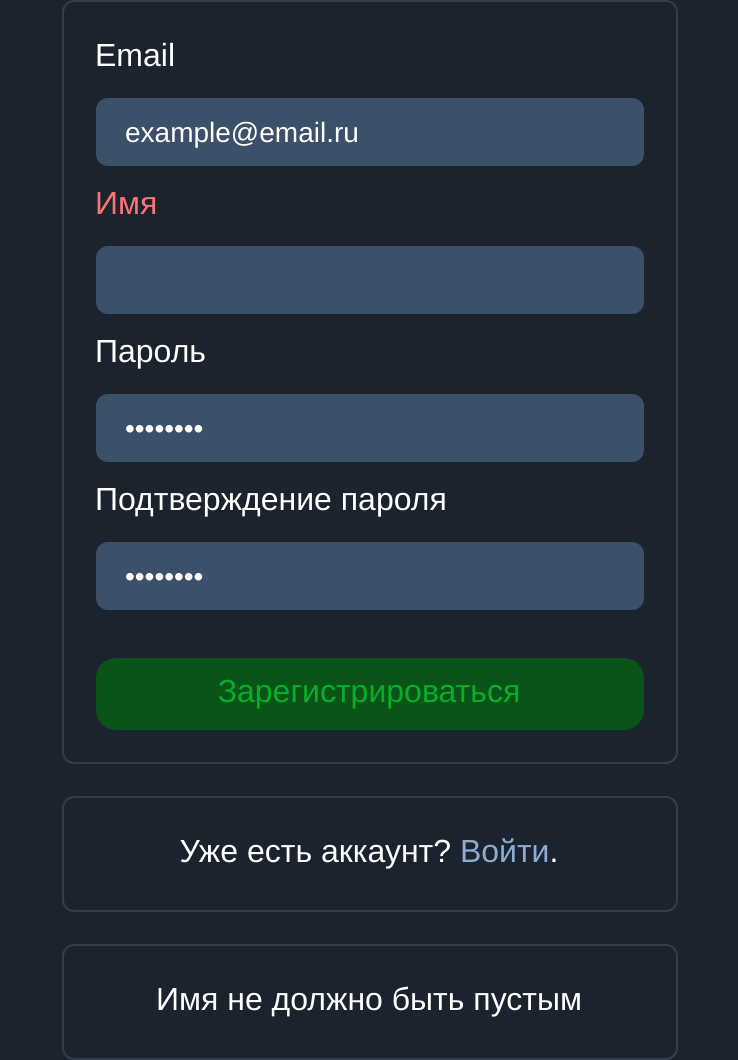 Email
example@email.ru
Имя
Пароль
••••••••
Подтверждение пароля
••••••••
Зарегистрироваться
Уже есть аккаунт? Войти.
Имя не должно быть пустым